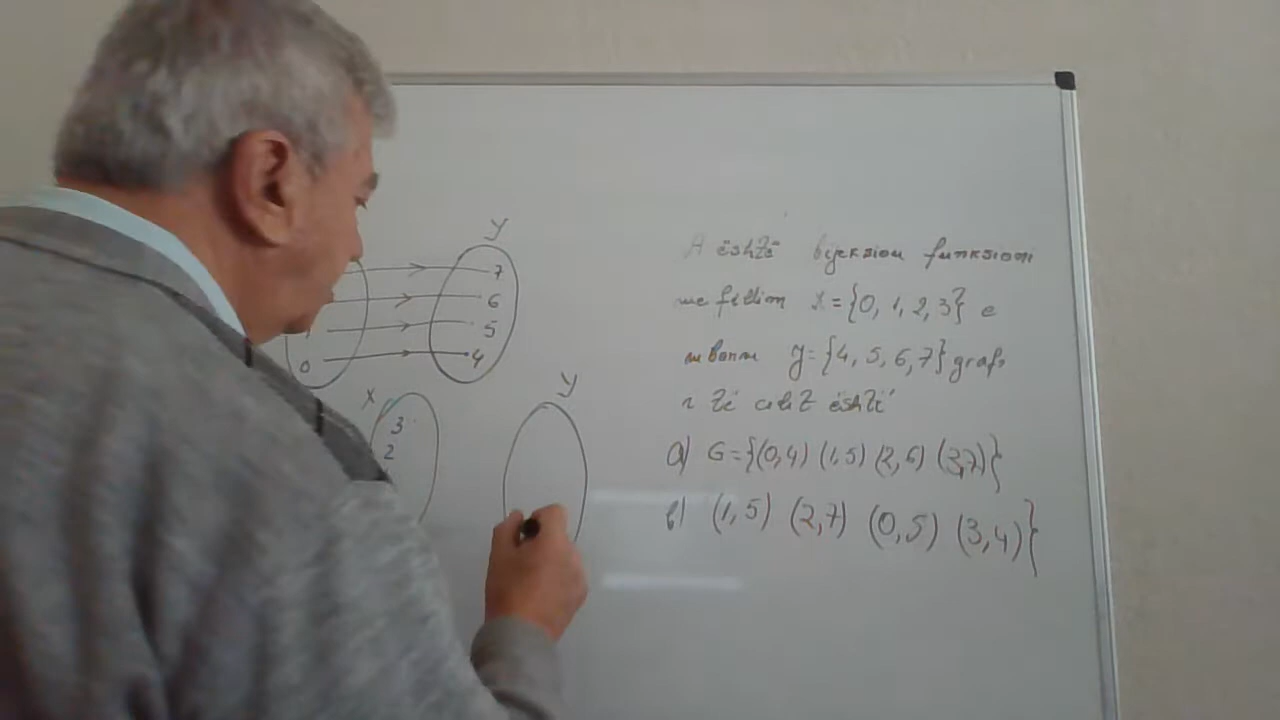 Y
7
6
5
0
4
X
3
2
Y
A është bijeksion funksioni
me fillim X={0, 1, 2, 3} e
mbarim y={4, 5, 6, 7} grafi
i të cilit është
a) G={(0,4) (1,5) (2,6) (3,7)}
b) (1,5) (2,7) (0,5) (3,4)}